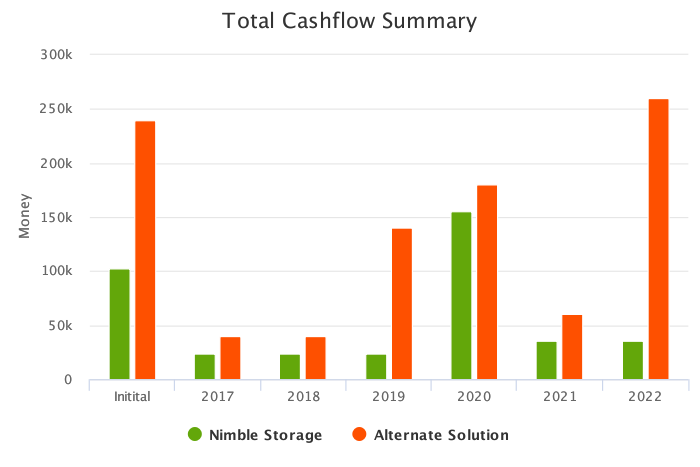 Total Cashflow Summary
300k
250k
200k
150k
100k
50k
0
Money
Initital
2017
2018
2019
2020
2021
2022
Nimble Storage
Alternate Solution